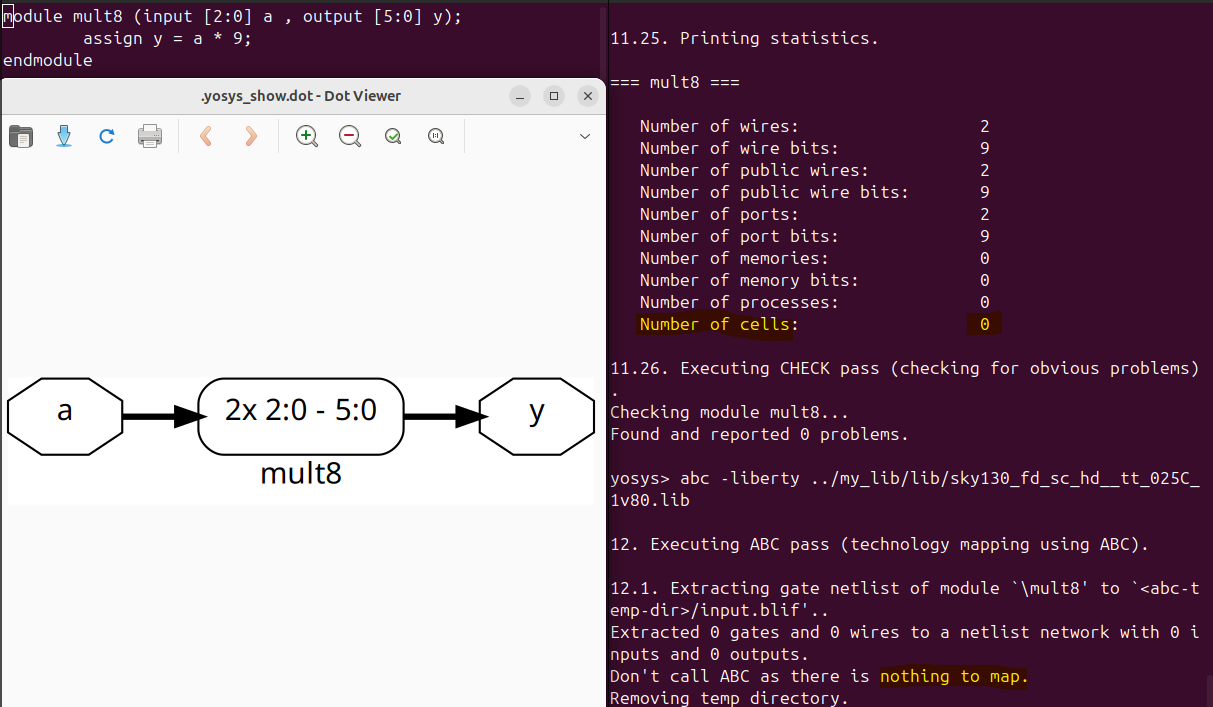 module mult8 (input [2:0] a , output [5:0] y);
assign y = a * 9;
endmodule
.yosys_show.dot - Dot Viewer
a
2x 2:0 - 5:0
y
mult8
11.25. Printing statistics.
=== mult8 ===
Number of wires: 2
Number of wire bits: 9
Number of public wires: 2
Number of public wire bits: 9
Number of ports: 2
Number of port bits: 9
Number of memories: 0
Number of memory bits: 0
Number of processes: 0
Number of cells: 0
11.26. Executing CHECK pass (checking for obvious problems)
.
Checking module mult8...
Found and reported 0 problems.
yosys> abc -liberty ../my_lib/lib/sky130_fd_sc_hd__tt_025C_
1v80.lib
12. Executing ABC pass (technology mapping using ABC).
12.1. Extracting gate netlist of module `\mult8' to `<abc-t
emp-dir>/input.blif'..
Extracted 0 gates and 0 wires to a netlist network with 0 i
nputs and 0 outputs.
Don't call ABC as there is nothing to map.
Removing temp directory.